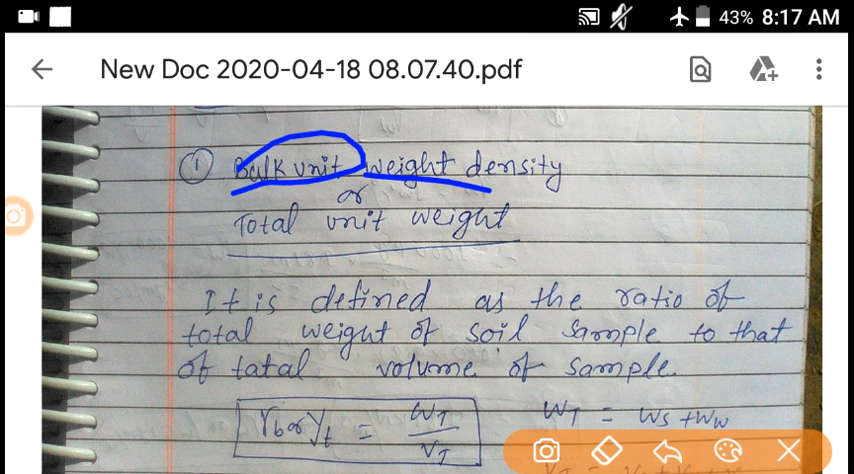 43% 8:17 AM
New Doc 2020-04-18 08.07.40.pdf
① Bulk unit weight density
or
Total unit weight
It is defined as the ratio of
total weight of soil sample to that
of tatal volume of sample.
γb or γt = WT / VT WT = Ws + Ww